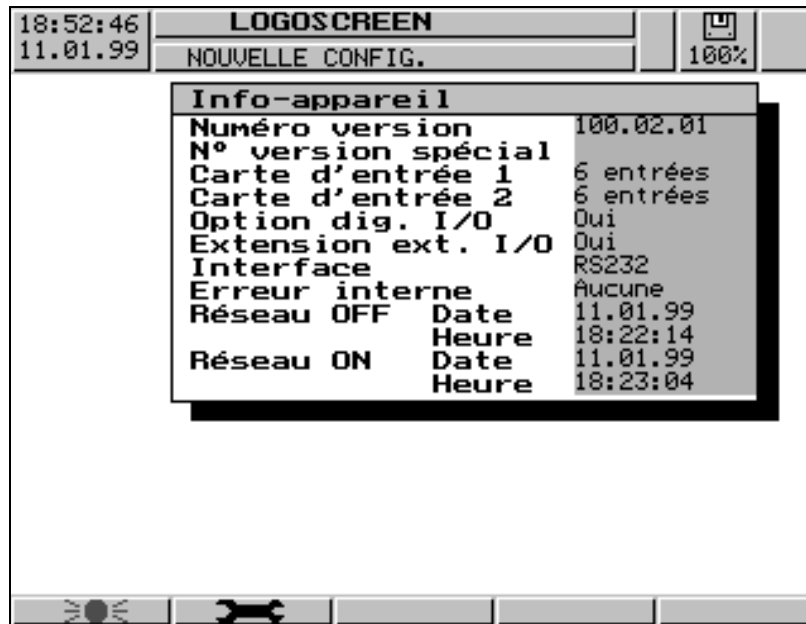 18:52:46 LOGOSCREEN
11.01.99 NOUVELLE CONFIG. 100%
Info-appareil
Numéro version 100.02.01
N° version spécial
Carte d'entrée 1 6 entrées
Carte d'entrée 2 6 entrées
Option dig. I/O Oui
Extension ext. I/O Oui
Interface RS232
Erreur interne Aucune
Réseau OFF Date 11.01.99
Heure 18:22:14
Réseau ON Date 11.01.99
Heure 18:23:04